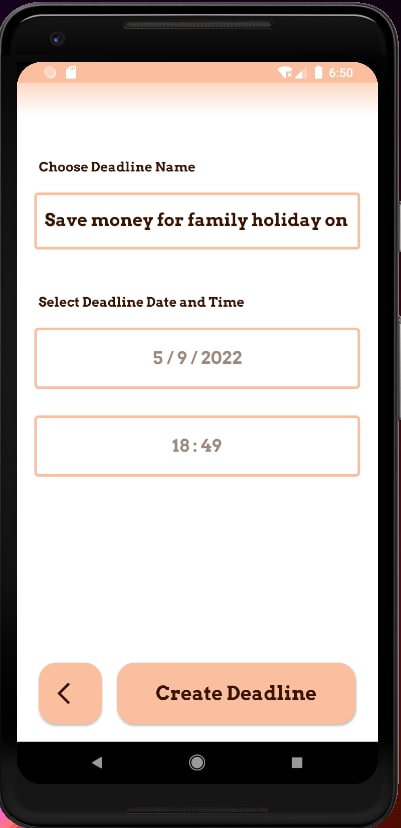 6:50
Choose Deadline Name
Save money for family holiday on
Select Deadline Date and Time
5 / 9 / 2022
18 : 49
Create Deadline